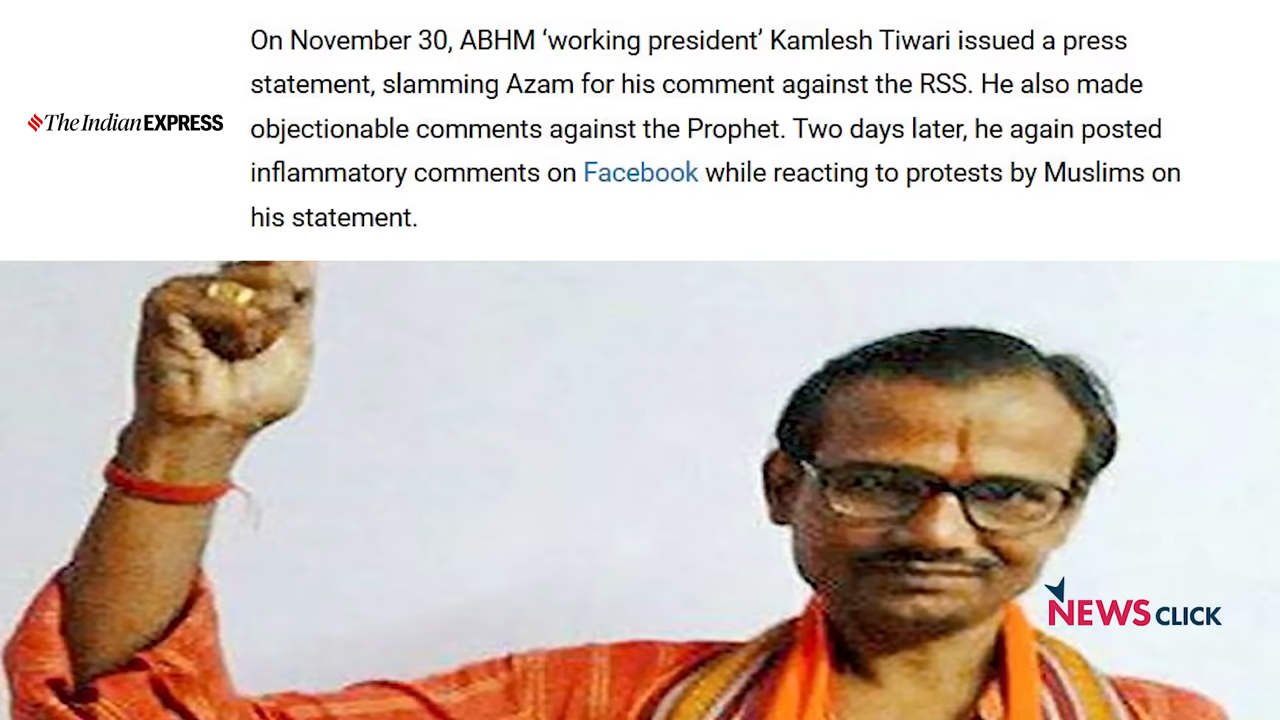 On November 30, ABHM ‘working president’ Kamlesh Tiwari issued a press
statement, slamming Azam for his comment against the RSS. He also made
The Indian EXPRESS
objectionable comments against the Prophet. Two days later, he again posted
inflammatory comments on Facebook while reacting to protests by Muslims on
his statement.
NEWS CLICK